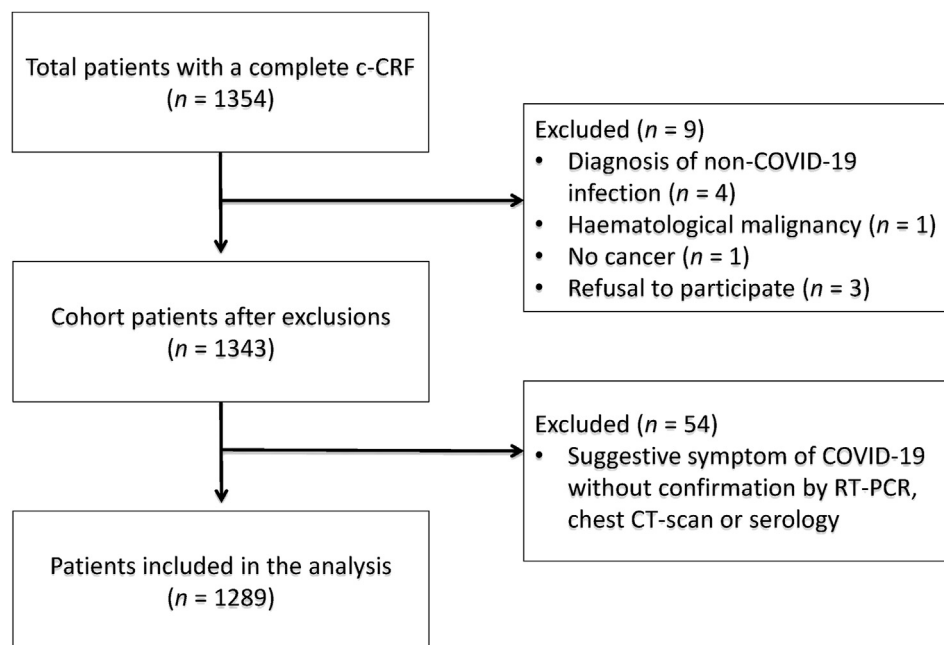 Total patients with a complete c-CRF
(n = 1354)
Excluded (n = 9)
• Diagnosis of non-COVID-19
infection (n = 4)
• Haematological malignancy (n = 1)
• No cancer (n = 1)
• Refusal to participate (n = 3)
Cohort patients after exclusions
(n = 1343)
Excluded (n = 54)
• Suggestive symptom of COVID-19
without confirmation by RT-PCR,
chest CT-scan or serology
Patients included in the analysis
(n = 1289)